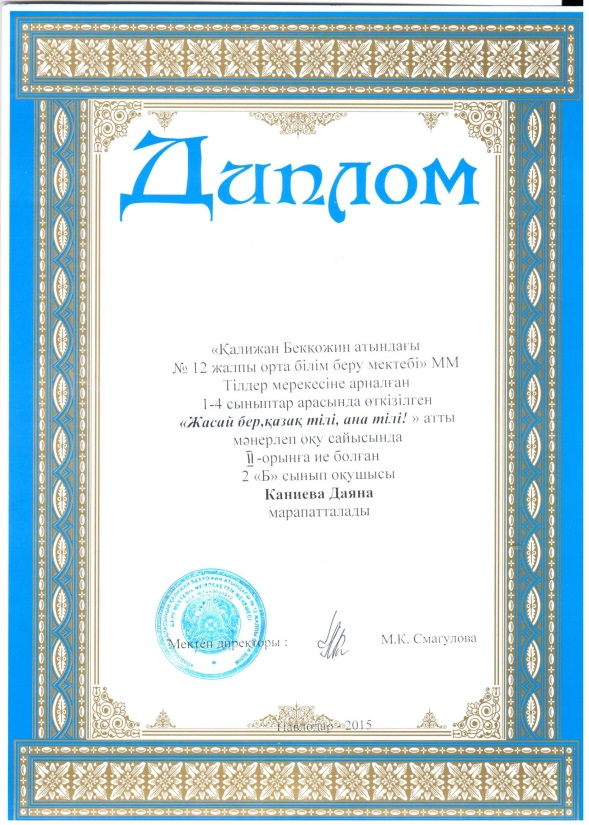 Диплом
«Қалижан Бекқожин атындағы
№ 12 жалпы орта білім беру мектебі» ММ
Тілдер мерекесіне арналған
1-4 сыныптар арасында өткізілген
«Жасай бер,қазақ тілі, ана тілі! » атты
мәнерлеп оқу сайысында
II -орынға ие болған
2 «Б» сынып оқушысы
Каниева Даяна
марапатталады
Мектеп директоры :
М.К. Смагулова
Павлодар - 2015